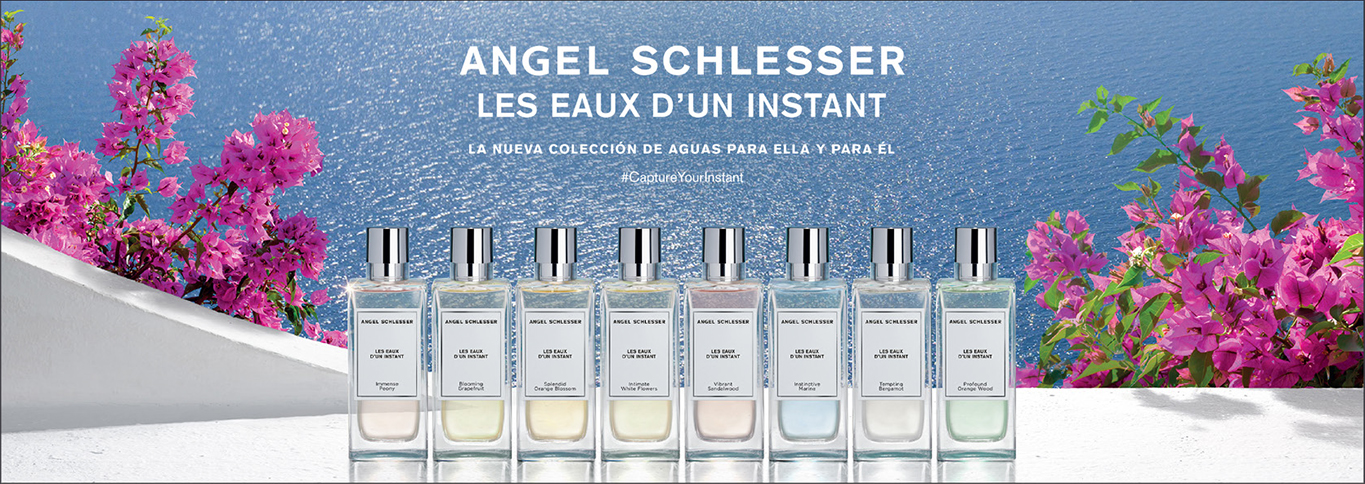 ANGEL SCHLESSER
LES EAUX D'UN INSTANT
LA NUEVA COLECCIÓN DE AGUAS PARA ELLA Y PARA ÉL
#CaptureYourInstant
ANGEL SCHLESSER
LES EAUX
D'UN INSTANT
Immense
Peony
ANGEL SCHLESSER
LES EAUX
D'UN INSTANT
Blooming
Grapefruit
ANGEL SCHLESSER
LES EAUX
D'UN INSTANT
Splendid
Orange Blossom
ANGEL SCHLESSER
LES EAUX
D'UN INSTANT
Intimate
White Flowers
ANGEL SCHLESSER
LES EAUX
D'UN INSTANT
Vibrant
Sandalwood
ANGEL SCHLESSER
LES EAUX
D'UN INSTANT
Instinctive
Marine
ANGEL SCHLESSER
LES EAUX
D'UN INSTANT
Tempting
Bergamot
ANGEL SCHLESSER
LES EAUX
D'UN INSTANT
Profound
Orange Wood